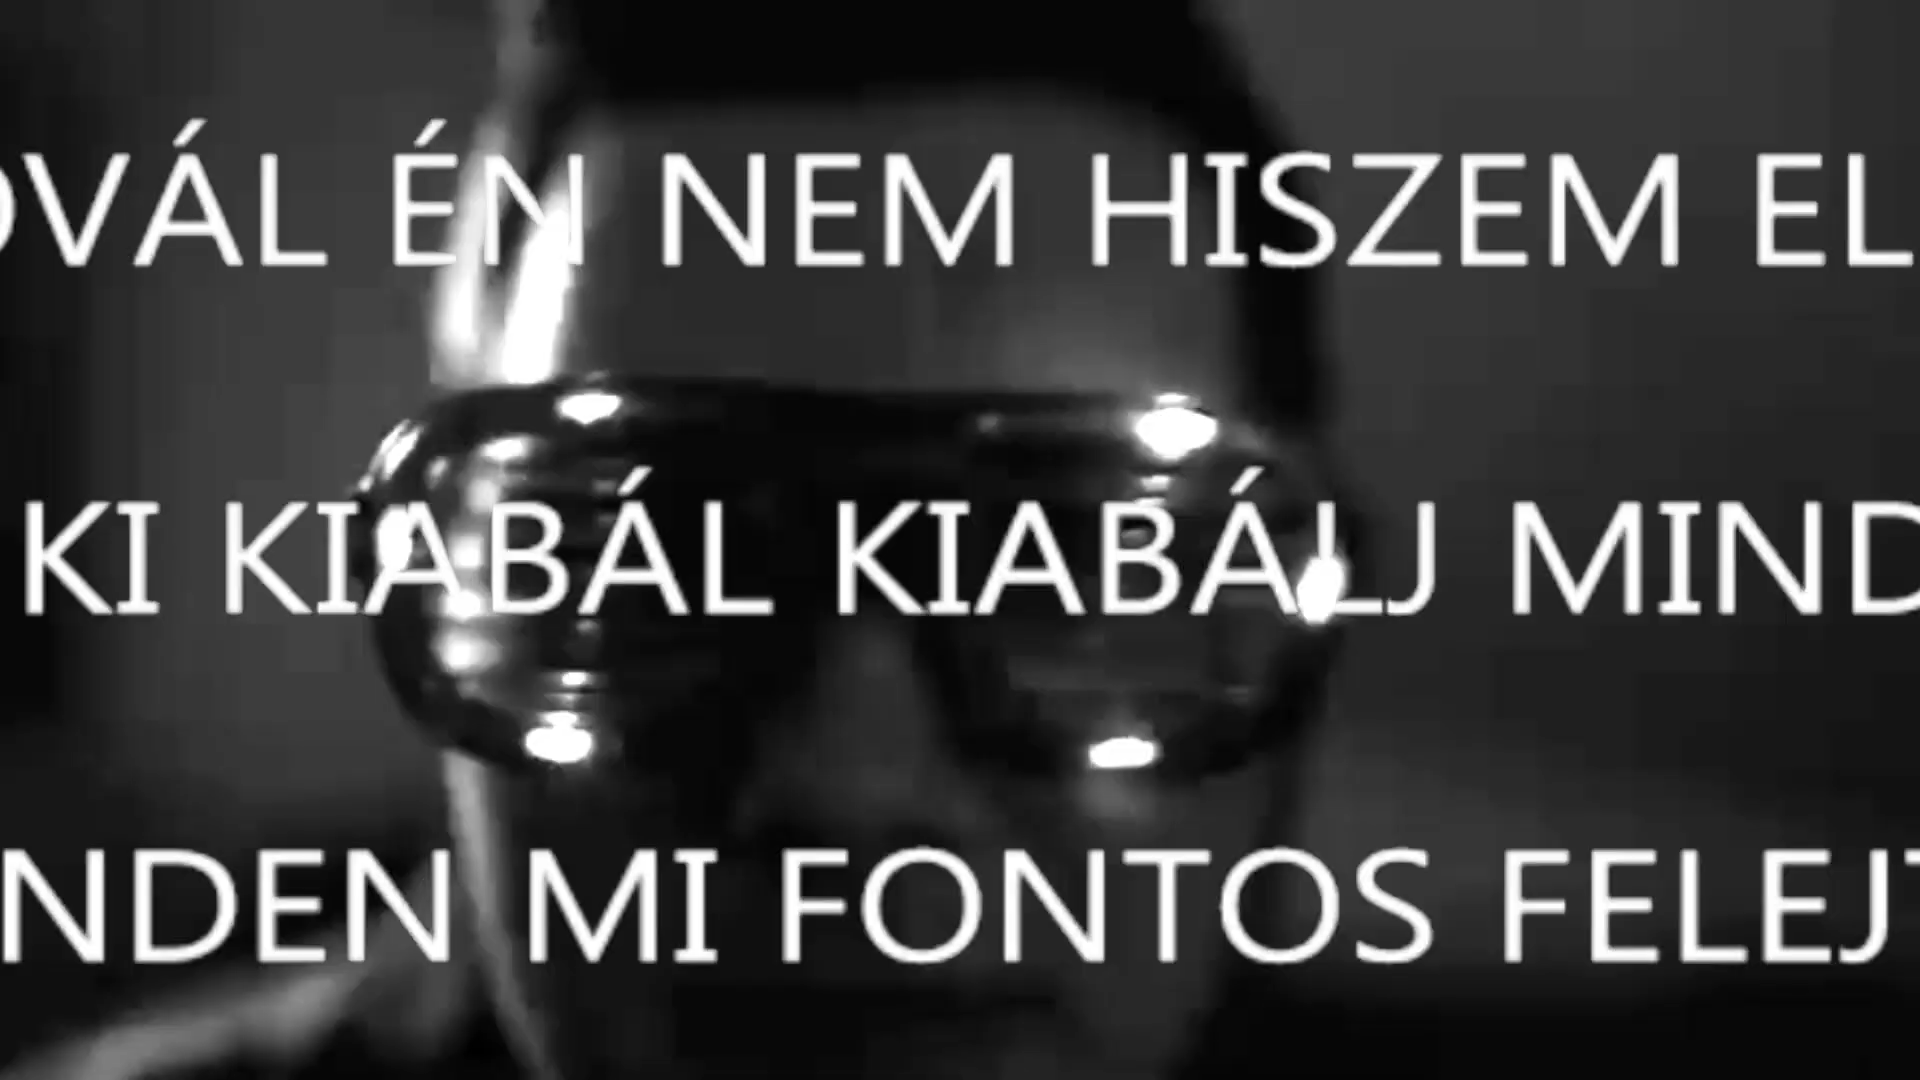 OVÁL ÉN NEM HISZEM EL
KI KIABÁL KIABÁLJ MIND
NDEN MI FONTOS FELEJT